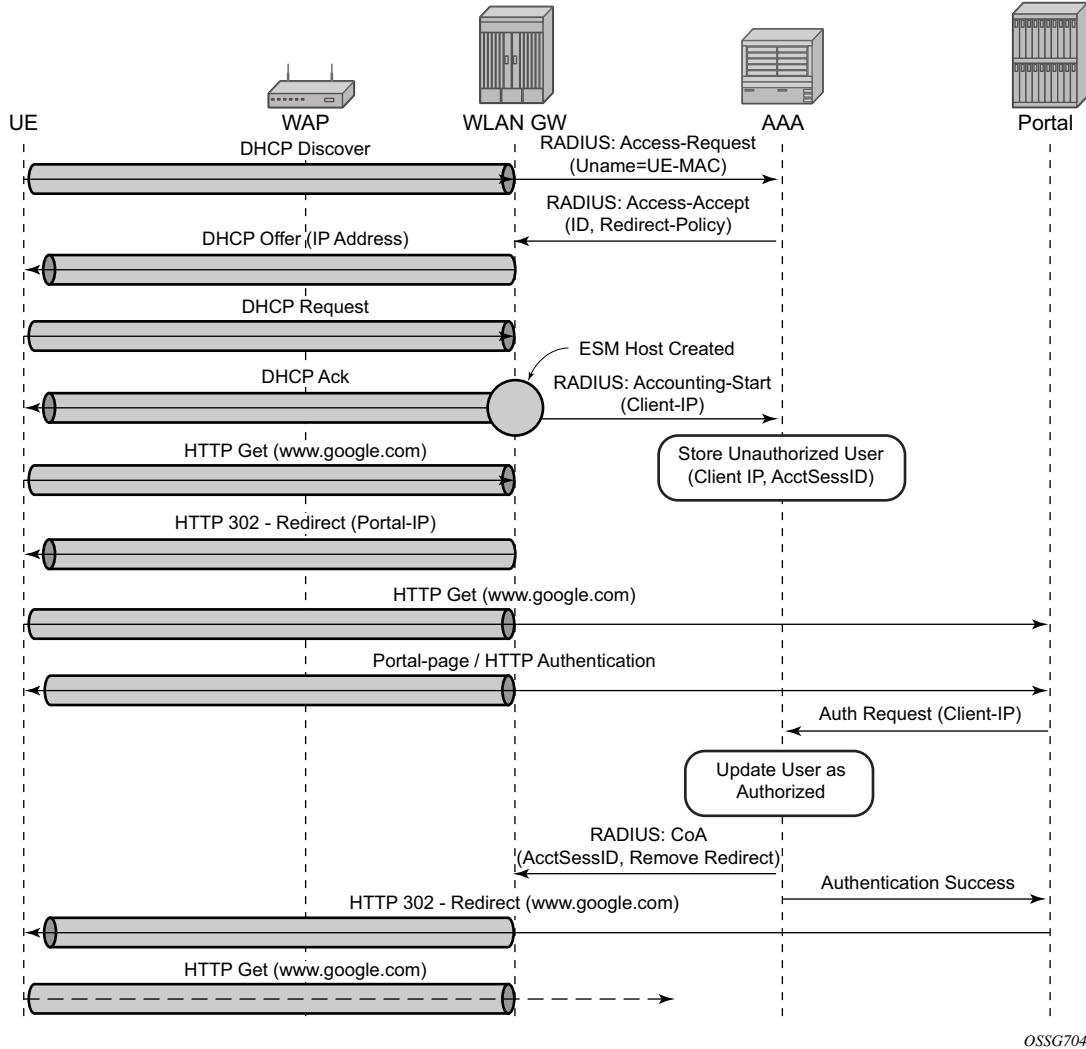 UE
WAP
WLAN GW
AAA
Portal
DHCP Discover
RADIUS: Access-Request
(Uname=UE-MAC)
RADIUS: Access-Accept
(ID, Redirect-Policy)
DHCP Offer (IP Address)
DHCP Request
ESM Host Created
DHCP Ack
RADIUS: Accounting-Start
(Client-IP)
Store Unauthorized User
(Client IP, AcctSessID)
HTTP Get (www.google.com)
HTTP 302 - Redirect (Portal-IP)
HTTP Get (www.google.com)
Portal-page / HTTP Authentication
Auth Request (Client-IP)
Update User as
Authorized
RADIUS: CoA
(AcctSessID, Remove Redirect)
Authentication Success
HTTP 302 - Redirect (www.google.com)
HTTP Get (www.google.com)
OSSG704